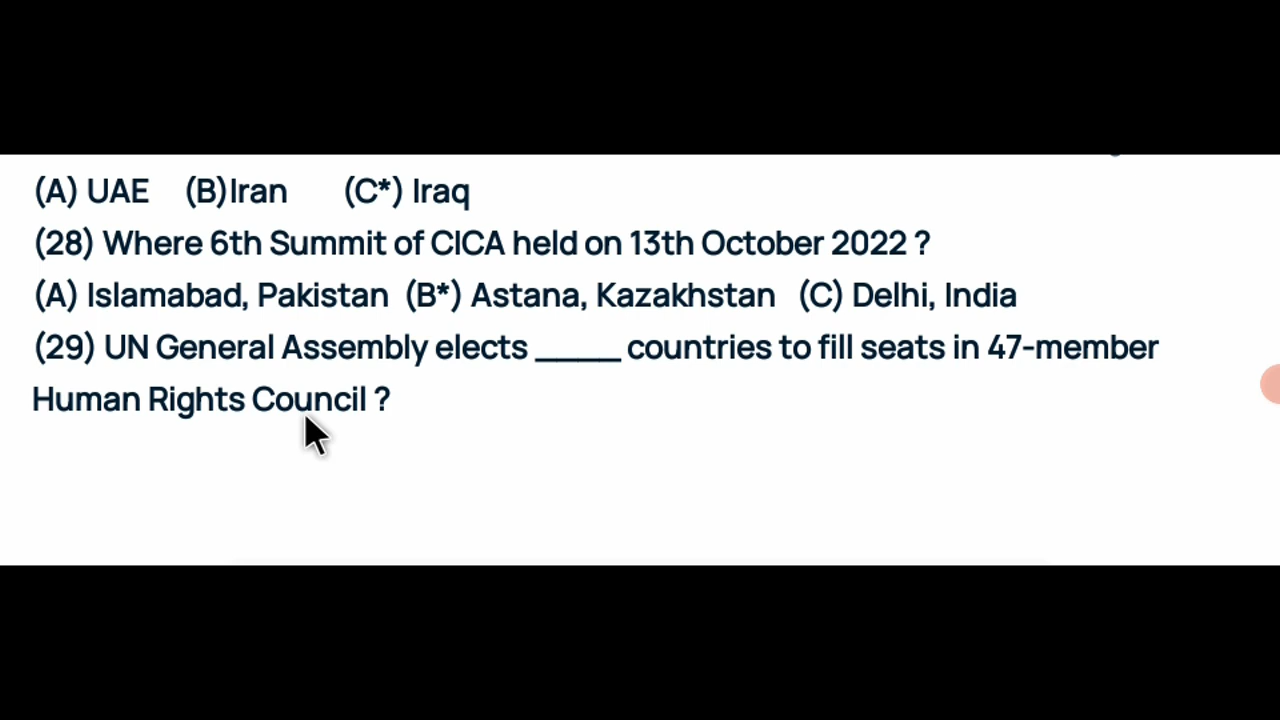 (A) UAE (B)Iran (C*) Iraq
(28) Where 6th Summit of CICA held on 13th October 2022 ?
(A) Islamabad, Pakistan (B*) Astana, Kazakhstan (C) Delhi, India
(29) UN General Assembly elects _____ countries to fill seats in 47-member
Human Rights Council ?